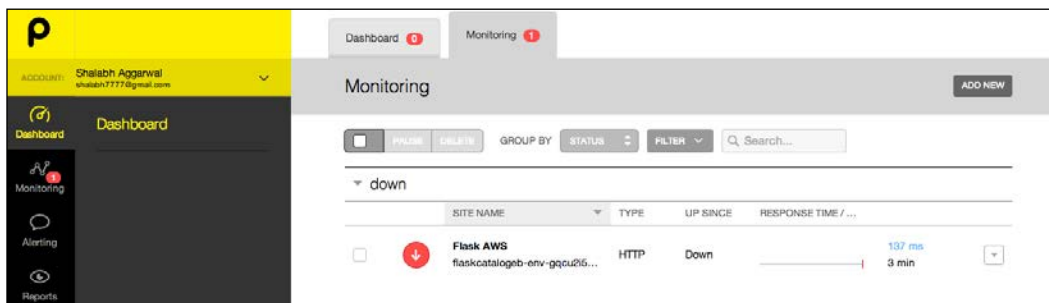 p
ACCOUNT:
Shalabh Aggarwal
shalabh7777@gmail.com
Dashboard
Monitoring
1
Alerting
Reports
Dashboard
Dashboard 0
Monitoring 1
Monitoring
ADD NEW
PAUSE DELETE GROUP BY STATUS FILTER Search...
down
SITE NAME TYPE UP SINCE RESPONSE TIME / ...
Flask AWS HTTP Down 137 ms
flaskcatalogeb-env-gqcu2i5... 3 min